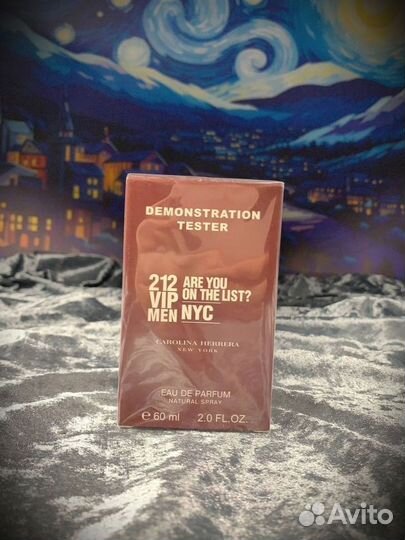 DEMONSTRATION
TESTER
212 ARE YOU
VIP ON THE LIST?
MEN NYC
CAROLINA HERRERA
NEW YORK
EAU DE PARFUM
NATURAL SPRAY
℮ 60 ml 2.0 FL.OZ.
Avito